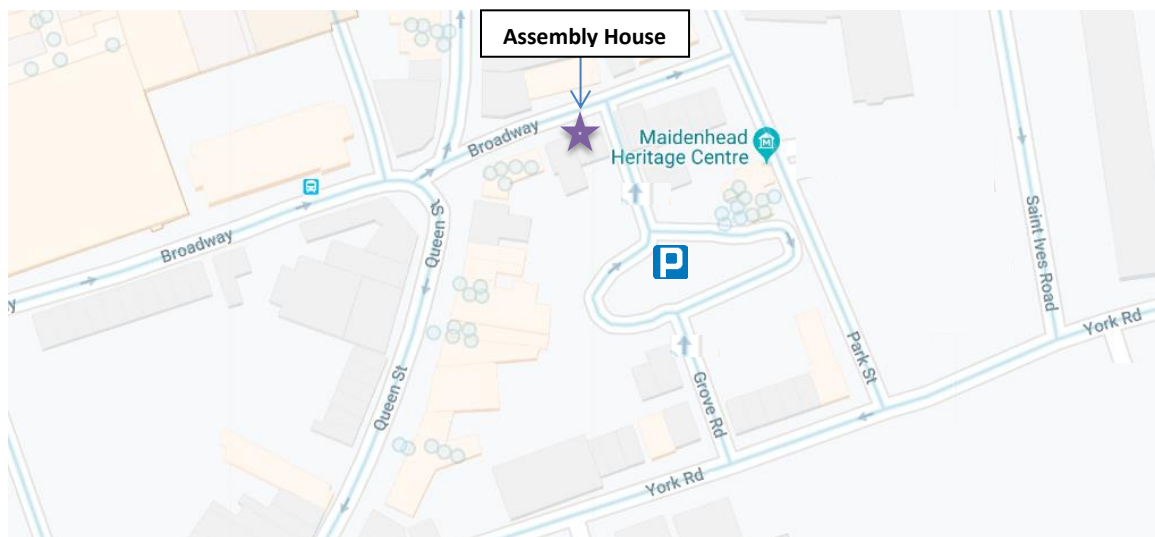 Assembly House
Broadway
Maidenhead
Heritage Centre
M
Queen S
Broadway
y
P
Saint Ives Road
York Rd
Park St
Grove Rd
Queen St
York Rd